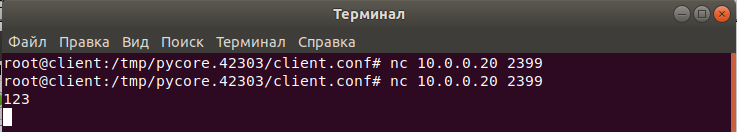 Терминал
Файл Правка Вид Поиск Терминал Справка
root@client:/tmp/pycore.42303/client.conf# nc 10.0.0.20 2399
root@client:/tmp/pycore.42303/client.conf# nc 10.0.0.20 2399
123